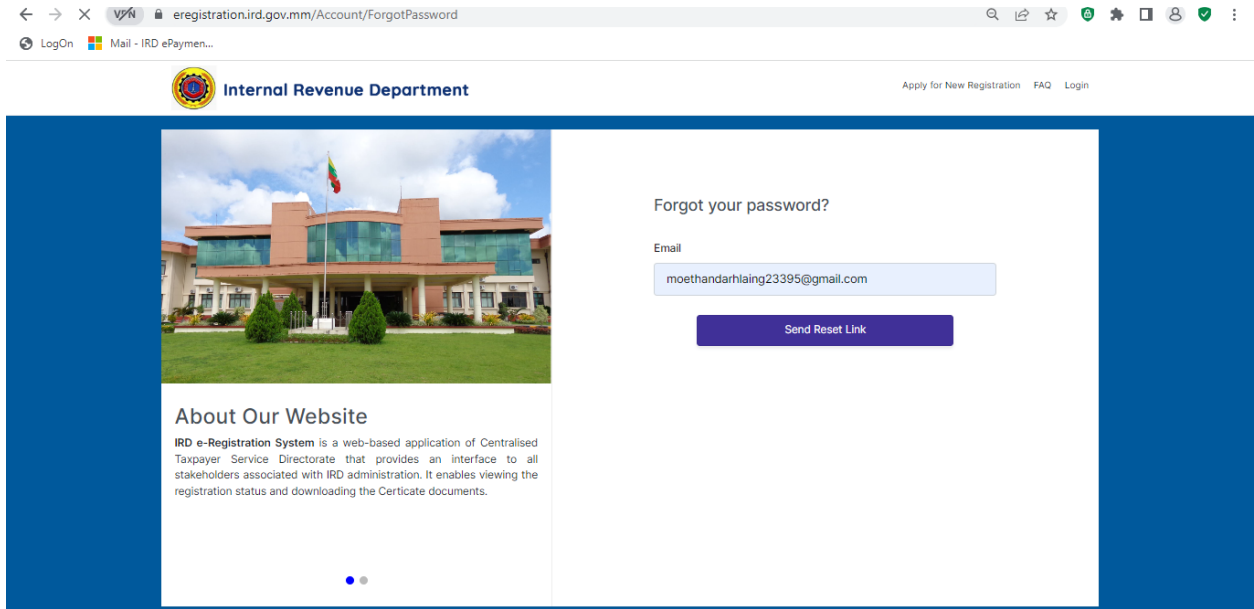 VPN eregistration.ird.gov.mm/Account/ForgotPassword
LogOn Mail - IRD ePaymen...
Internal Revenue Department
Apply for New Registration FAQ Login
Forgot your password?
Email
moethandarhlaing23395@gmail.com
Send Reset Link
About Our Website
IRD e-Registration System is a web-based application of Centralised
Taxpayer Service Directorate that provides an interface to all
stakeholders associated with IRD administration. It enables viewing the
registration status and downloading the Certicate documents.